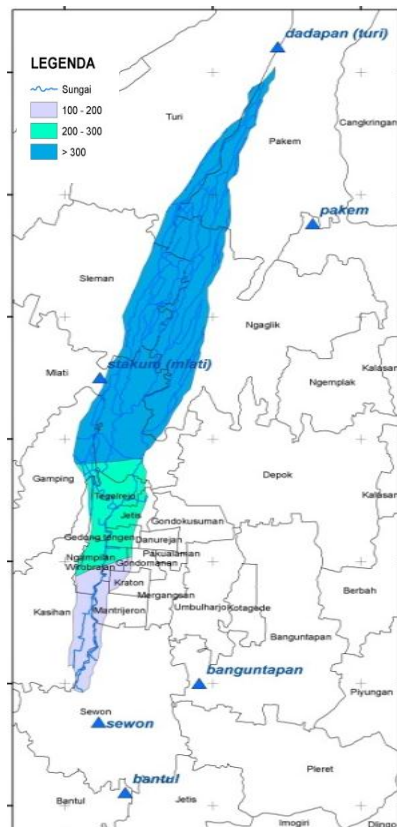 dadapan (turi)
LEGENDA
Sungai
100 - 200
200 - 300
> 300
Turi
Pakem
Cangkringan
pakem
Sleman
Ngaglik
Mlati
stakum (mlati)
Ngemplak
Kalasan
Gamping
Depok
Kalasan
Tegalrejo
Jetis
Gondokusuman
Gedong tengen
Danurejan
Ngampilan
Pakualaman
Wirobrajan
Gondomanan
Kraton
Mergangsan
Berbah
Kasihan
Mantrijeron
Umbulharjo
Kotagede
Banguntapan
banguntapan
Piyungan
Sewon
sewon
Pleret
bantul
Bantul
Jetis
Imogiri
Dlingo